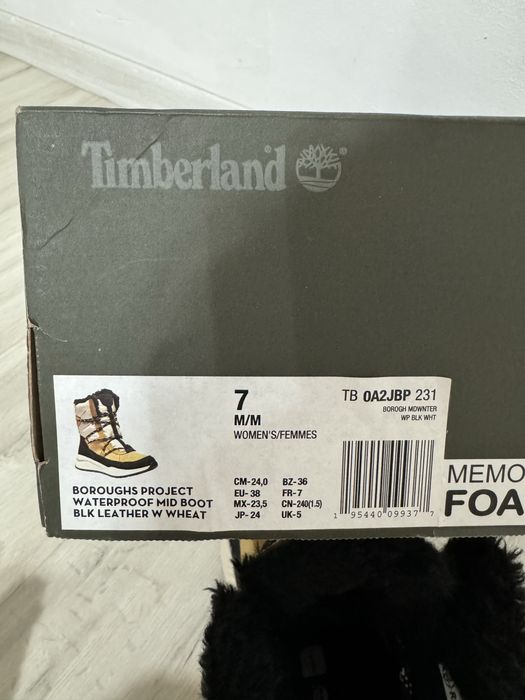 Timberland®
7
M/M
WOMEN'S/FEMMES
TB 0A2JBP 231
BOROGH MDWNTER
WP BLK WHT
BOROUGHS PROJECT
WATERPROOF MID BOOT
BLK LEATHER W WHEAT
CM-24,0 BZ-36
EU-38 FR-7
MX-23,5 CN-240(1.5)
JP-24 UK-5
1 95440 09937 7
MEMO
FOA